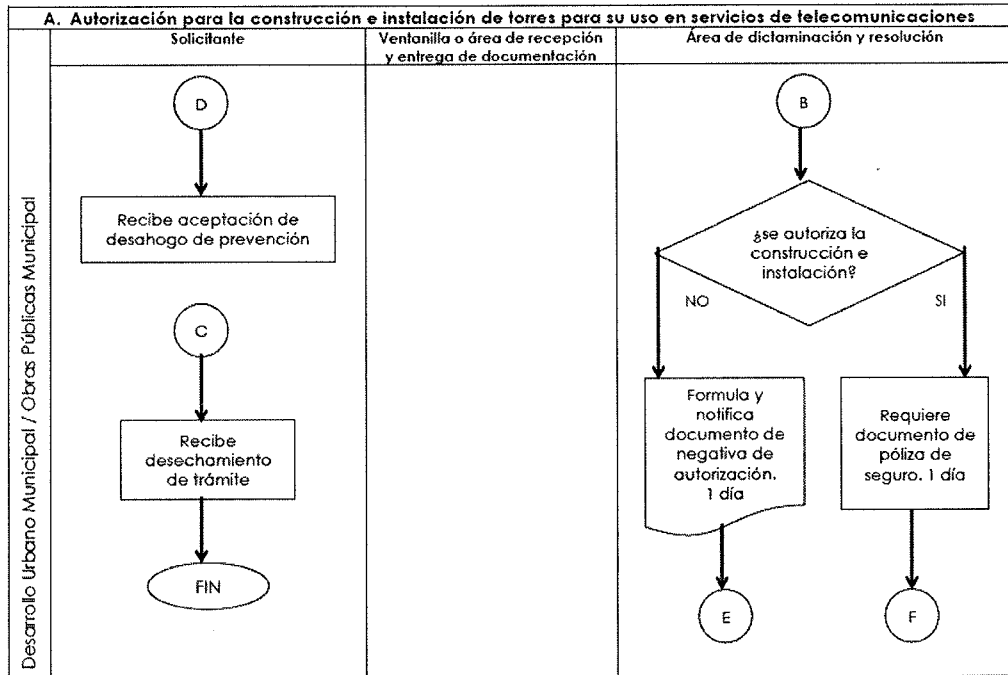 A. Autorización para la construcción e instalación de torres para su uso en servicios de telecomunicaciones
Solicitante
Ventanilla o área de recepción
y entrega de documentación
Área de dictaminación y resolución
Desarrollo Urbano Municipal / Obras Públicas Municipal
D
Recibe aceptación de
desahogo de prevención
C
Recibe
desechamiento
de trámite
FIN
B
¿se autoriza la
construcción e
instalación?
NO
SI
Formula y
notifica
documento de
negativa de
autorización.
1 día
Requiere
documento de
póliza de
seguro. 1 día
E
F